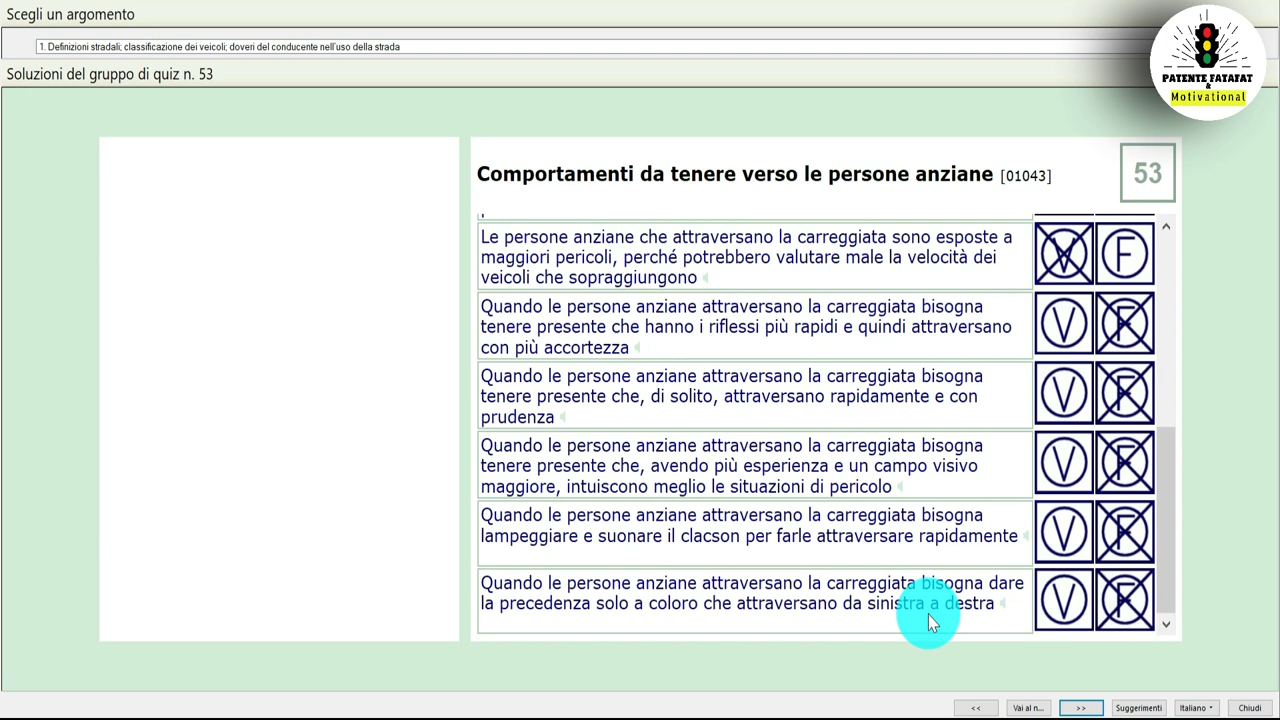 Scegli un argomento
1. Definizioni stradali; classificazione dei veicoli; doveri del conducente nell'uso della strada
Soluzioni del gruppo di quiz n. 53
PATENTE FATAFAT
&
Motivational
Comportamenti da tenere verso le persone anziane [01043]
53
Le persone anziane che attraversano la carreggiata sono esposte a
maggiori pericoli, perché potrebbero valutare male la velocità dei
veicoli che sopraggiungono
V F
Quando le persone anziane attraversano la carreggiata bisogna
tenere presente che hanno i riflessi più rapidi e quindi attraversano
con più accortezza
V F
Quando le persone anziane attraversano la carreggiata bisogna
tenere presente che, di solito, attraversano rapidamente e con
prudenza
V F
Quando le persone anziane attraversano la carreggiata bisogna
tenere presente che, avendo più esperienza e un campo visivo
maggiore, intuiscono meglio le situazioni di pericolo
V F
Quando le persone anziane attraversano la carreggiata bisogna
lampeggiare e suonare il clacson per farle attraversare rapidamente
V F
Quando le persone anziane attraversano la carreggiata bisogna dare
la precedenza solo a coloro che attraversano da sinistra a destra
V F
<< Vai al n... >> Suggerimenti Italiano Chiudi